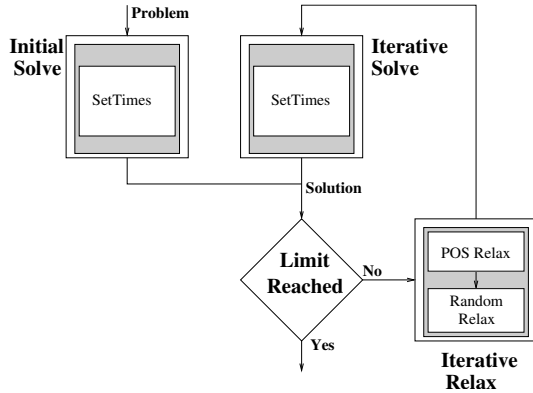 Problem
Initial
Solve
SetTimes
Iterative
Solve
SetTimes
Solution
Limit
Reached
No
Yes
POS Relax
Random
Relax
Iterative
Relax